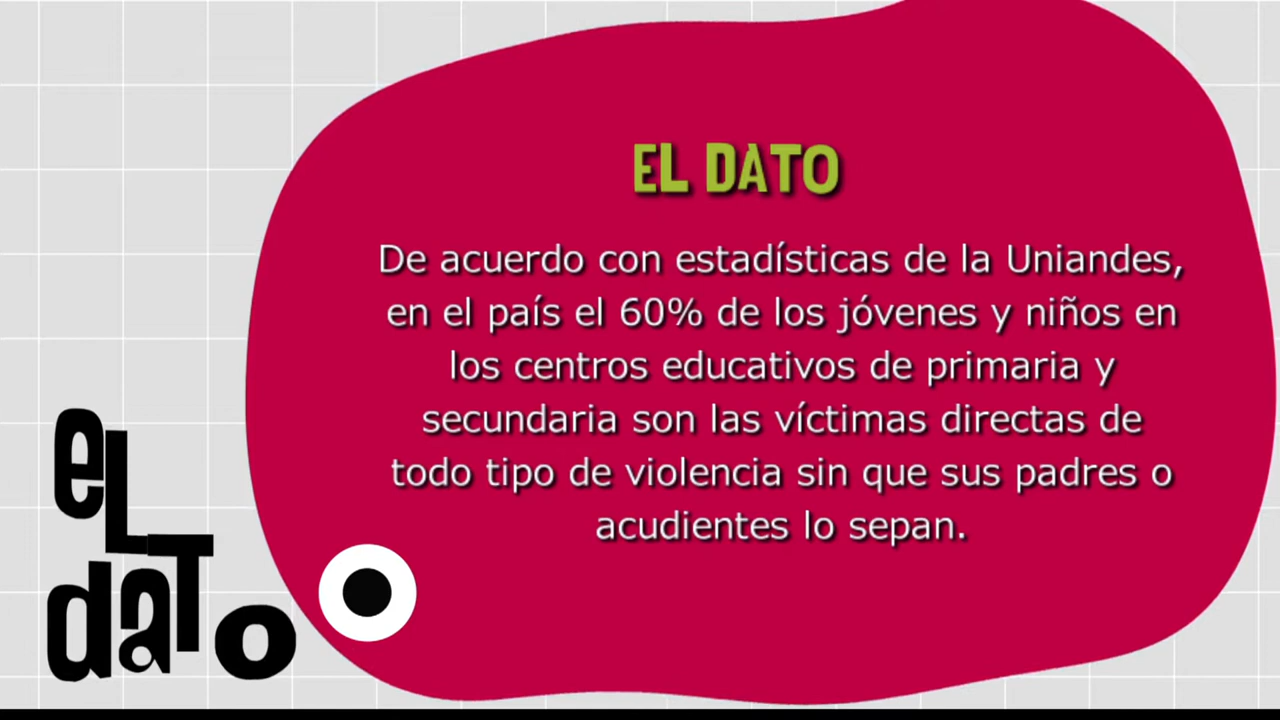 EL DATO
De acuerdo con estadísticas de la Uniandes,
en el país el 60% de los jóvenes y niños en
los centros educativos de primaria y
secundaria son las víctimas directas de
todo tipo de violencia sin que sus padres o
acudientes lo sepan.
eL
daTo